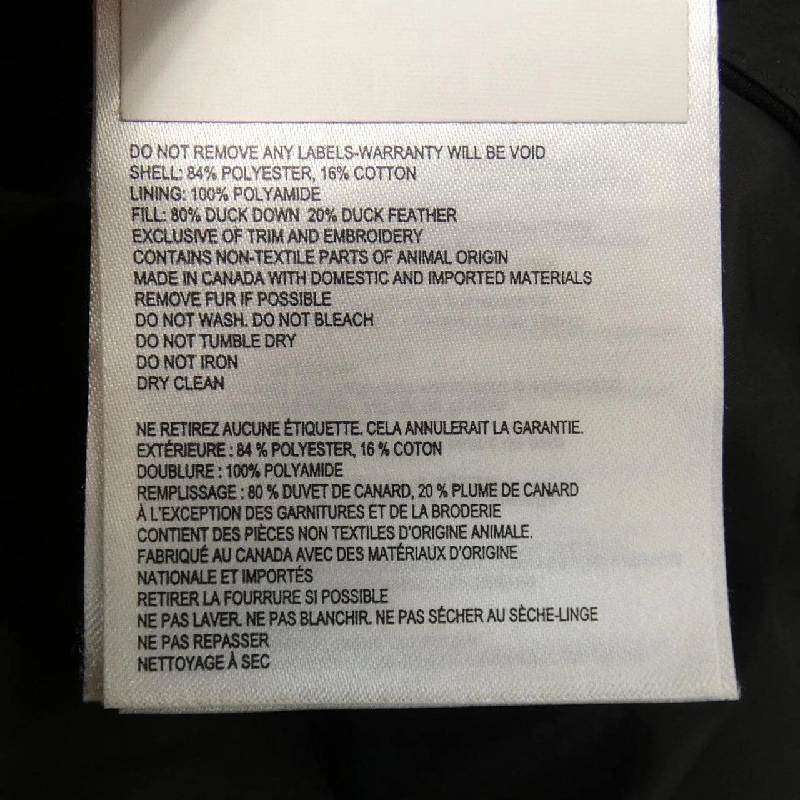 DO NOT REMOVE ANY LABELS-WARRANTY WILL BE VOID
SHELL: 84% POLYESTER, 16% COTTON
LINING: 100% POLYAMIDE
FILL: 80% DUCK DOWN 20% DUCK FEATHER
EXCLUSIVE OF TRIM AND EMBROIDERY
CONTAINS NON-TEXTILE PARTS OF ANIMAL ORIGIN
MADE IN CANADA WITH DOMESTIC AND IMPORTED MATERIALS
REMOVE FUR IF POSSIBLE
DO NOT WASH. DO NOT BLEACH
DO NOT TUMBLE DRY
DO NOT IRON
DRY CLEAN
NE RETIREZ AUCUNE ÉTIQUETTE. CELA ANNULERAIT LA GARANTIE.
EXTÉRIEURE : 84 % POLYESTER, 16 % COTON
DOUBLURE : 100% POLYAMIDE
REMPLISSAGE : 80 % DUVET DE CANARD, 20 % PLUME DE CANARD
À L'EXCEPTION DES GARNITURES ET DE LA BRODERIE
CONTIENT DES PIÈCES NON TEXTILES D'ORIGINE ANIMALE.
FABRIQUÉ AU CANADA AVEC DES MATÉRIAUX D'ORIGINE
NATIONALE ET IMPORTÉS
RETIRER LA FOURRURE SI POSSIBLE
NE PAS LAVER. NE PAS BLANCHIR. NE PAS SÉCHER AU SÈCHE-LINGE
NE PAS REPASSER
NETTOYAGE À SEC